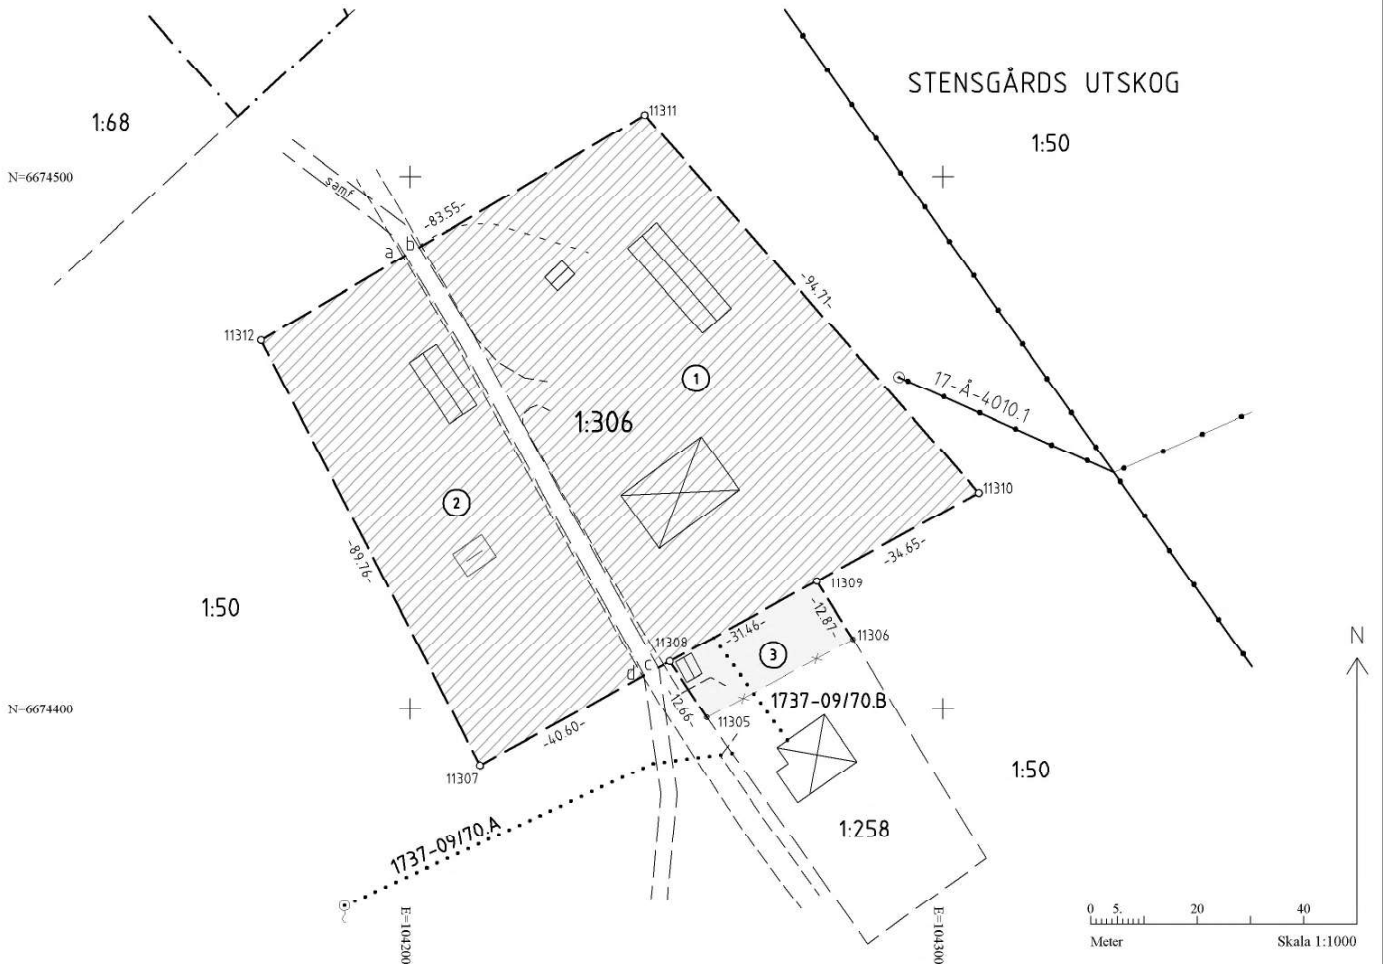 STENSGÅRDS UTSKOG
1:68
1:50
11311
N=6674500
samf
-83.55-
a
b
-94.71-
11312
1
17-Å-4010.1
1:306
2
11310
-89.76-
-34.65-
11309
1:50
-12.87-
-31.46-
11306
11308
3
N
d
c
1737-09/70.B
N=6674400
12.66-
11305
-40.60-
11307
1:50
1:258
1737-09/70.A
E=104200
E=104300
0 5. 20 40
Meter Skala 1:1000